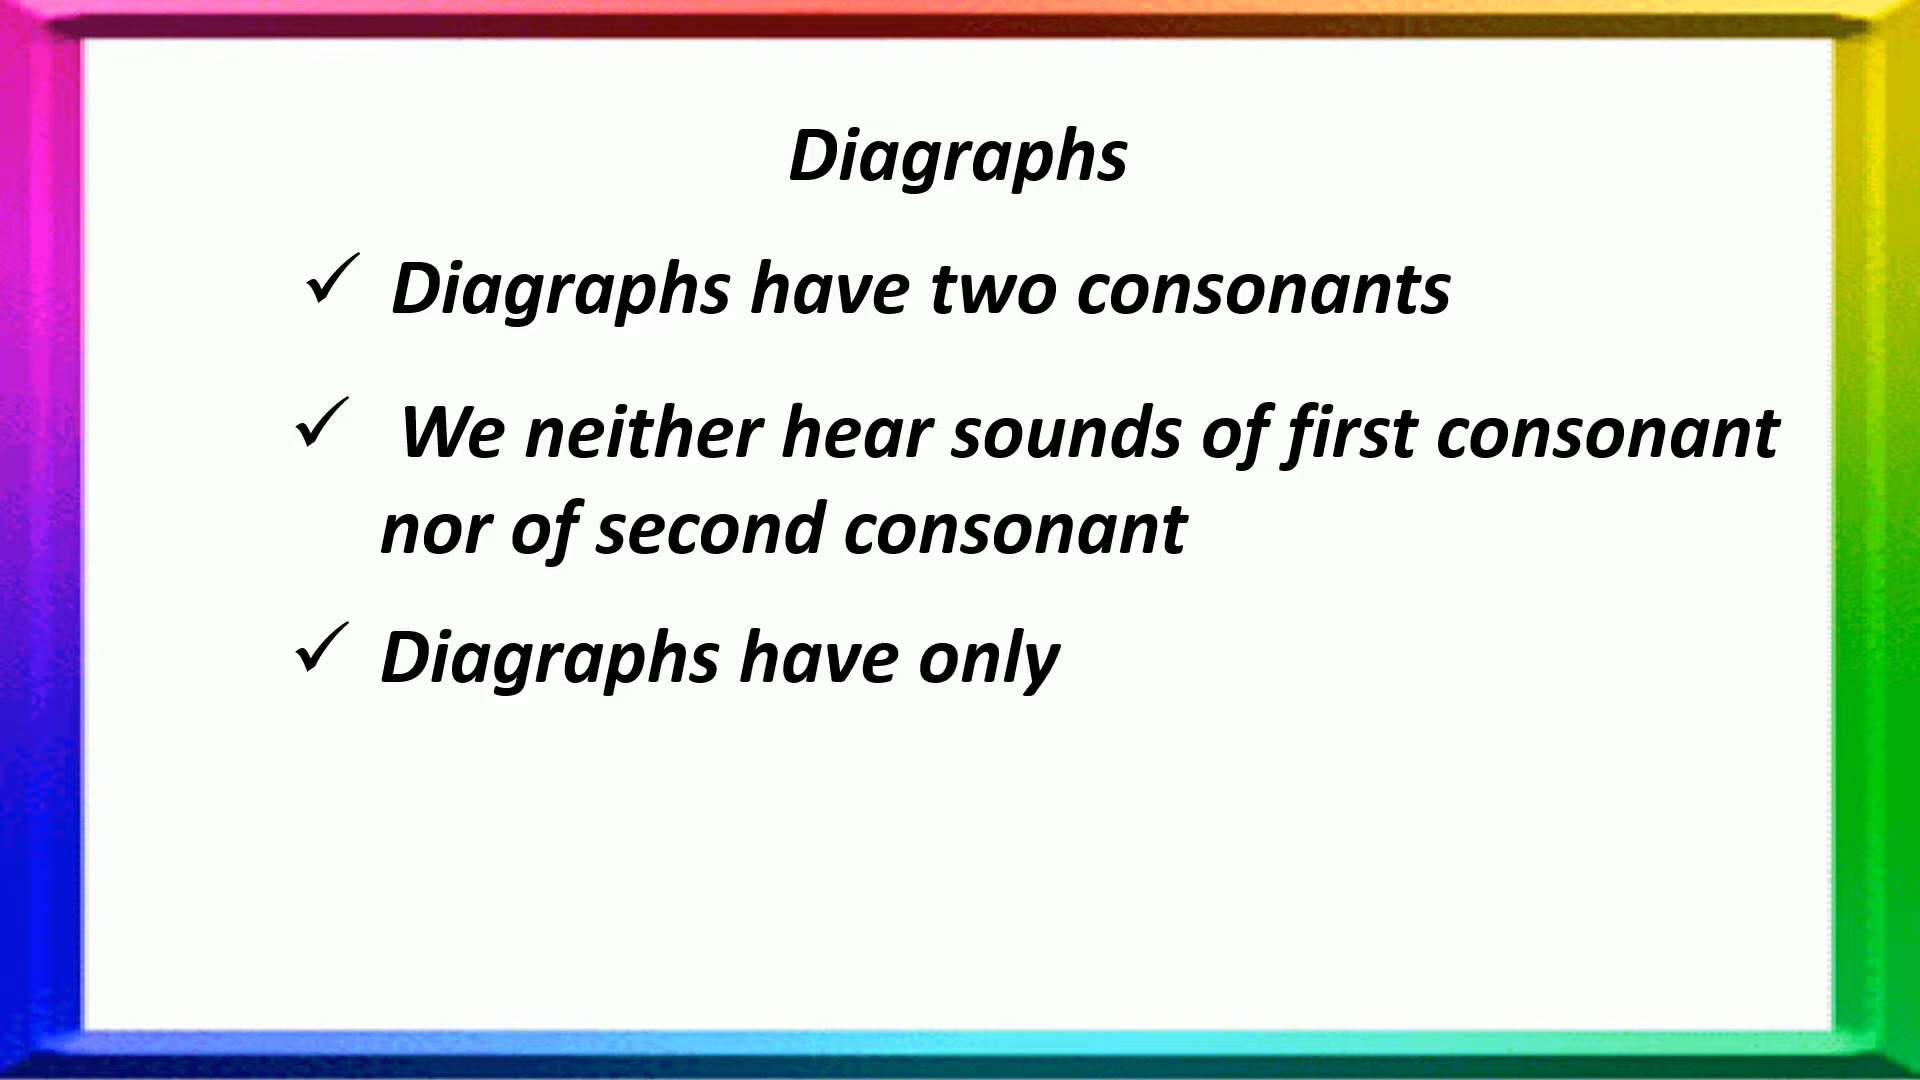 Diagraphs
✓ Diagraphs have two consonants
✓ We neither hear sounds of first consonant
nor of second consonant
✓ Diagraphs have only